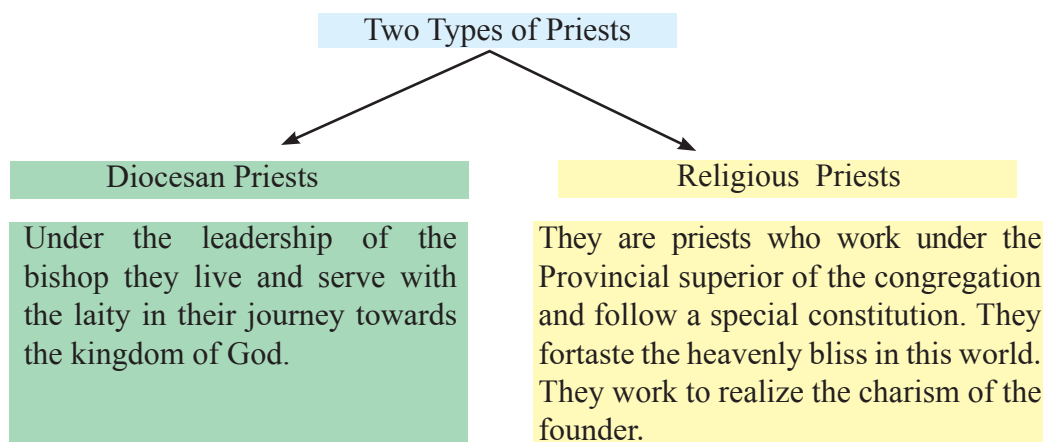 Two Types of Priests
Diocesan Priests
Under the leadership of the
bishop they live and serve with
the laity in their journey towards
the kingdom of God.
Religious Priests
They are priests who work under the
Provincial superior of the congregation
and follow a special constitution. They
fortaste the heavenly bliss in this world.
They work to realize the charism of the
founder.